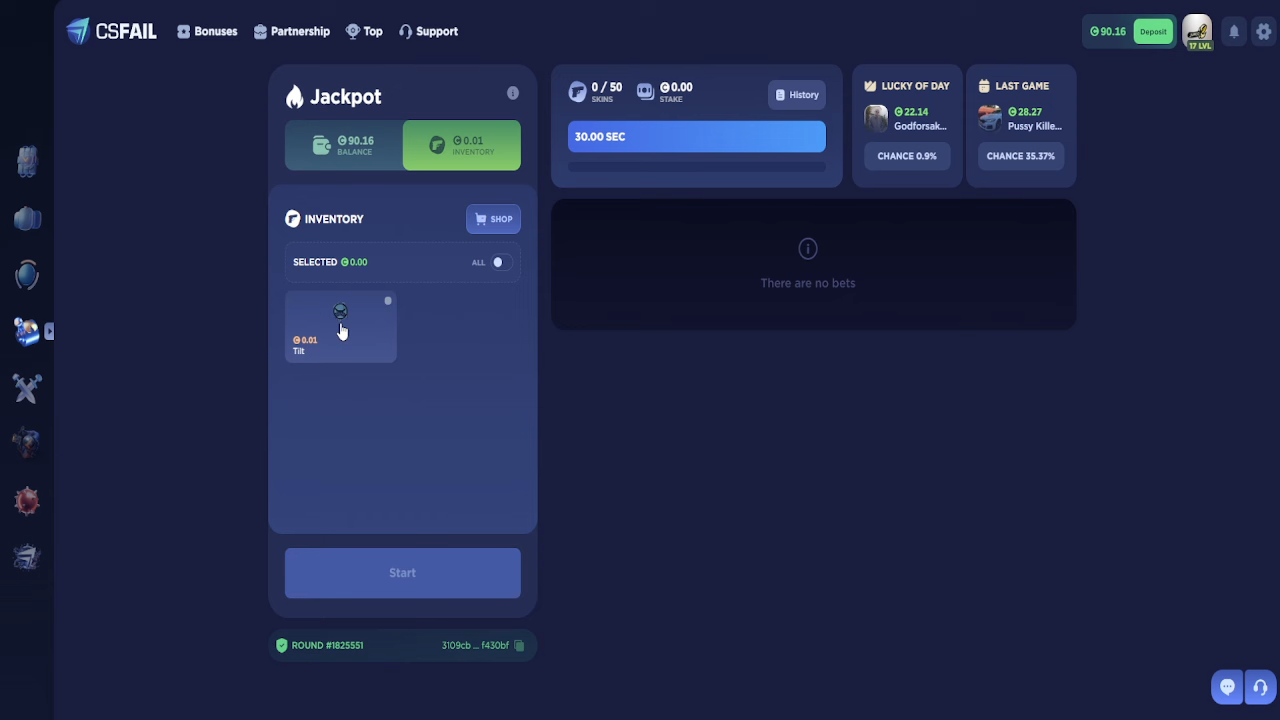 CSFAIL
Bonuses
Partnership
Top
Support
90.16
Deposit
17 LVL
Jackpot
90.16
BALANCE
0.01
INVENTORY
INVENTORY
SHOP
SELECTED 0.00
ALL
0.01
Tilt
Start
ROUND #1825551
3109cb ... f430bf
0 / 50
SKINS
0.00
STAKE
History
30.00 SEC
LUCKY OF DAY
22.14
Godforsak...
CHANCE 0.9%
LAST GAME
28.27
Pussy Kille...
CHANCE 35.37%
There are no bets